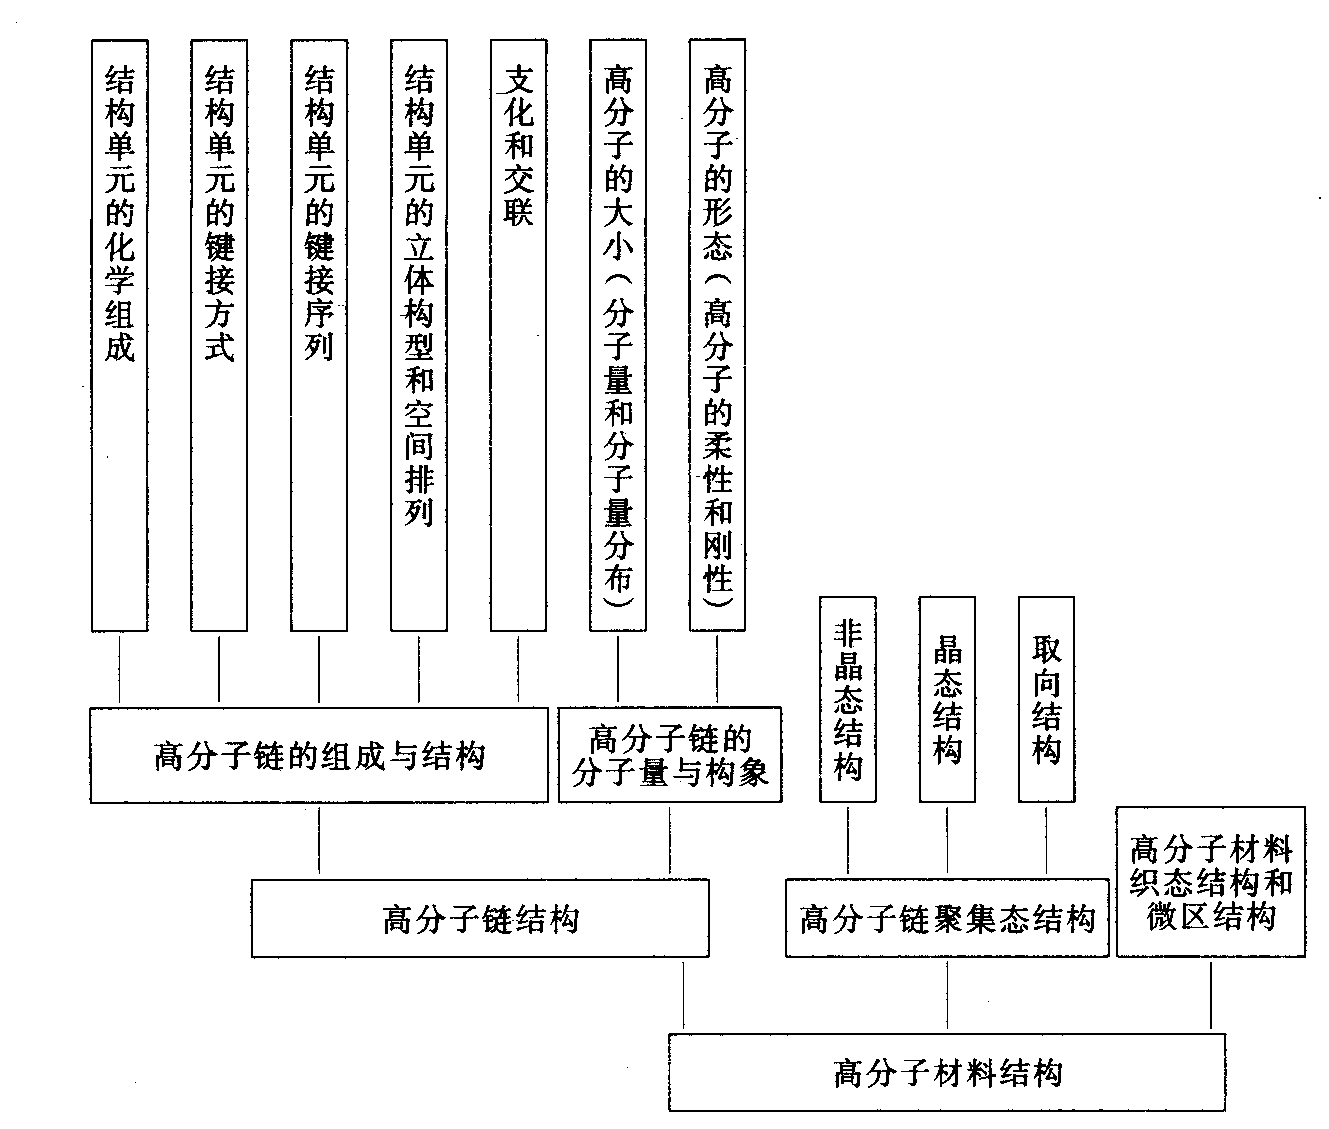 结构单元的化学组成
结构单元的键接方式
结构单元的键接序列
结构单元的立体构型和空间排列
支化和交联
高分子的大小(分子量和分子量分布)
高分子的形态(高分子的柔性和刚性)
非晶态结构
晶态结构
取向结构
高分子链的组成与结构
高分子链的
分子量与构象
高分子链结构
高分子链聚集态结构
高分子材料
织态结构和
微区结构
高分子材料结构